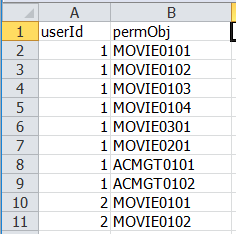 A B
1 userId permObj
2 1 MOVIE0101
3 1 MOVIE0102
4 1 MOVIE0103
5 1 MOVIE0104
6 1 MOVIE0301
7 1 MOVIE0201
8 1 ACMGT0101
9 1 ACMGT0102
10 2 MOVIE0101
11 2 MOVIE0102